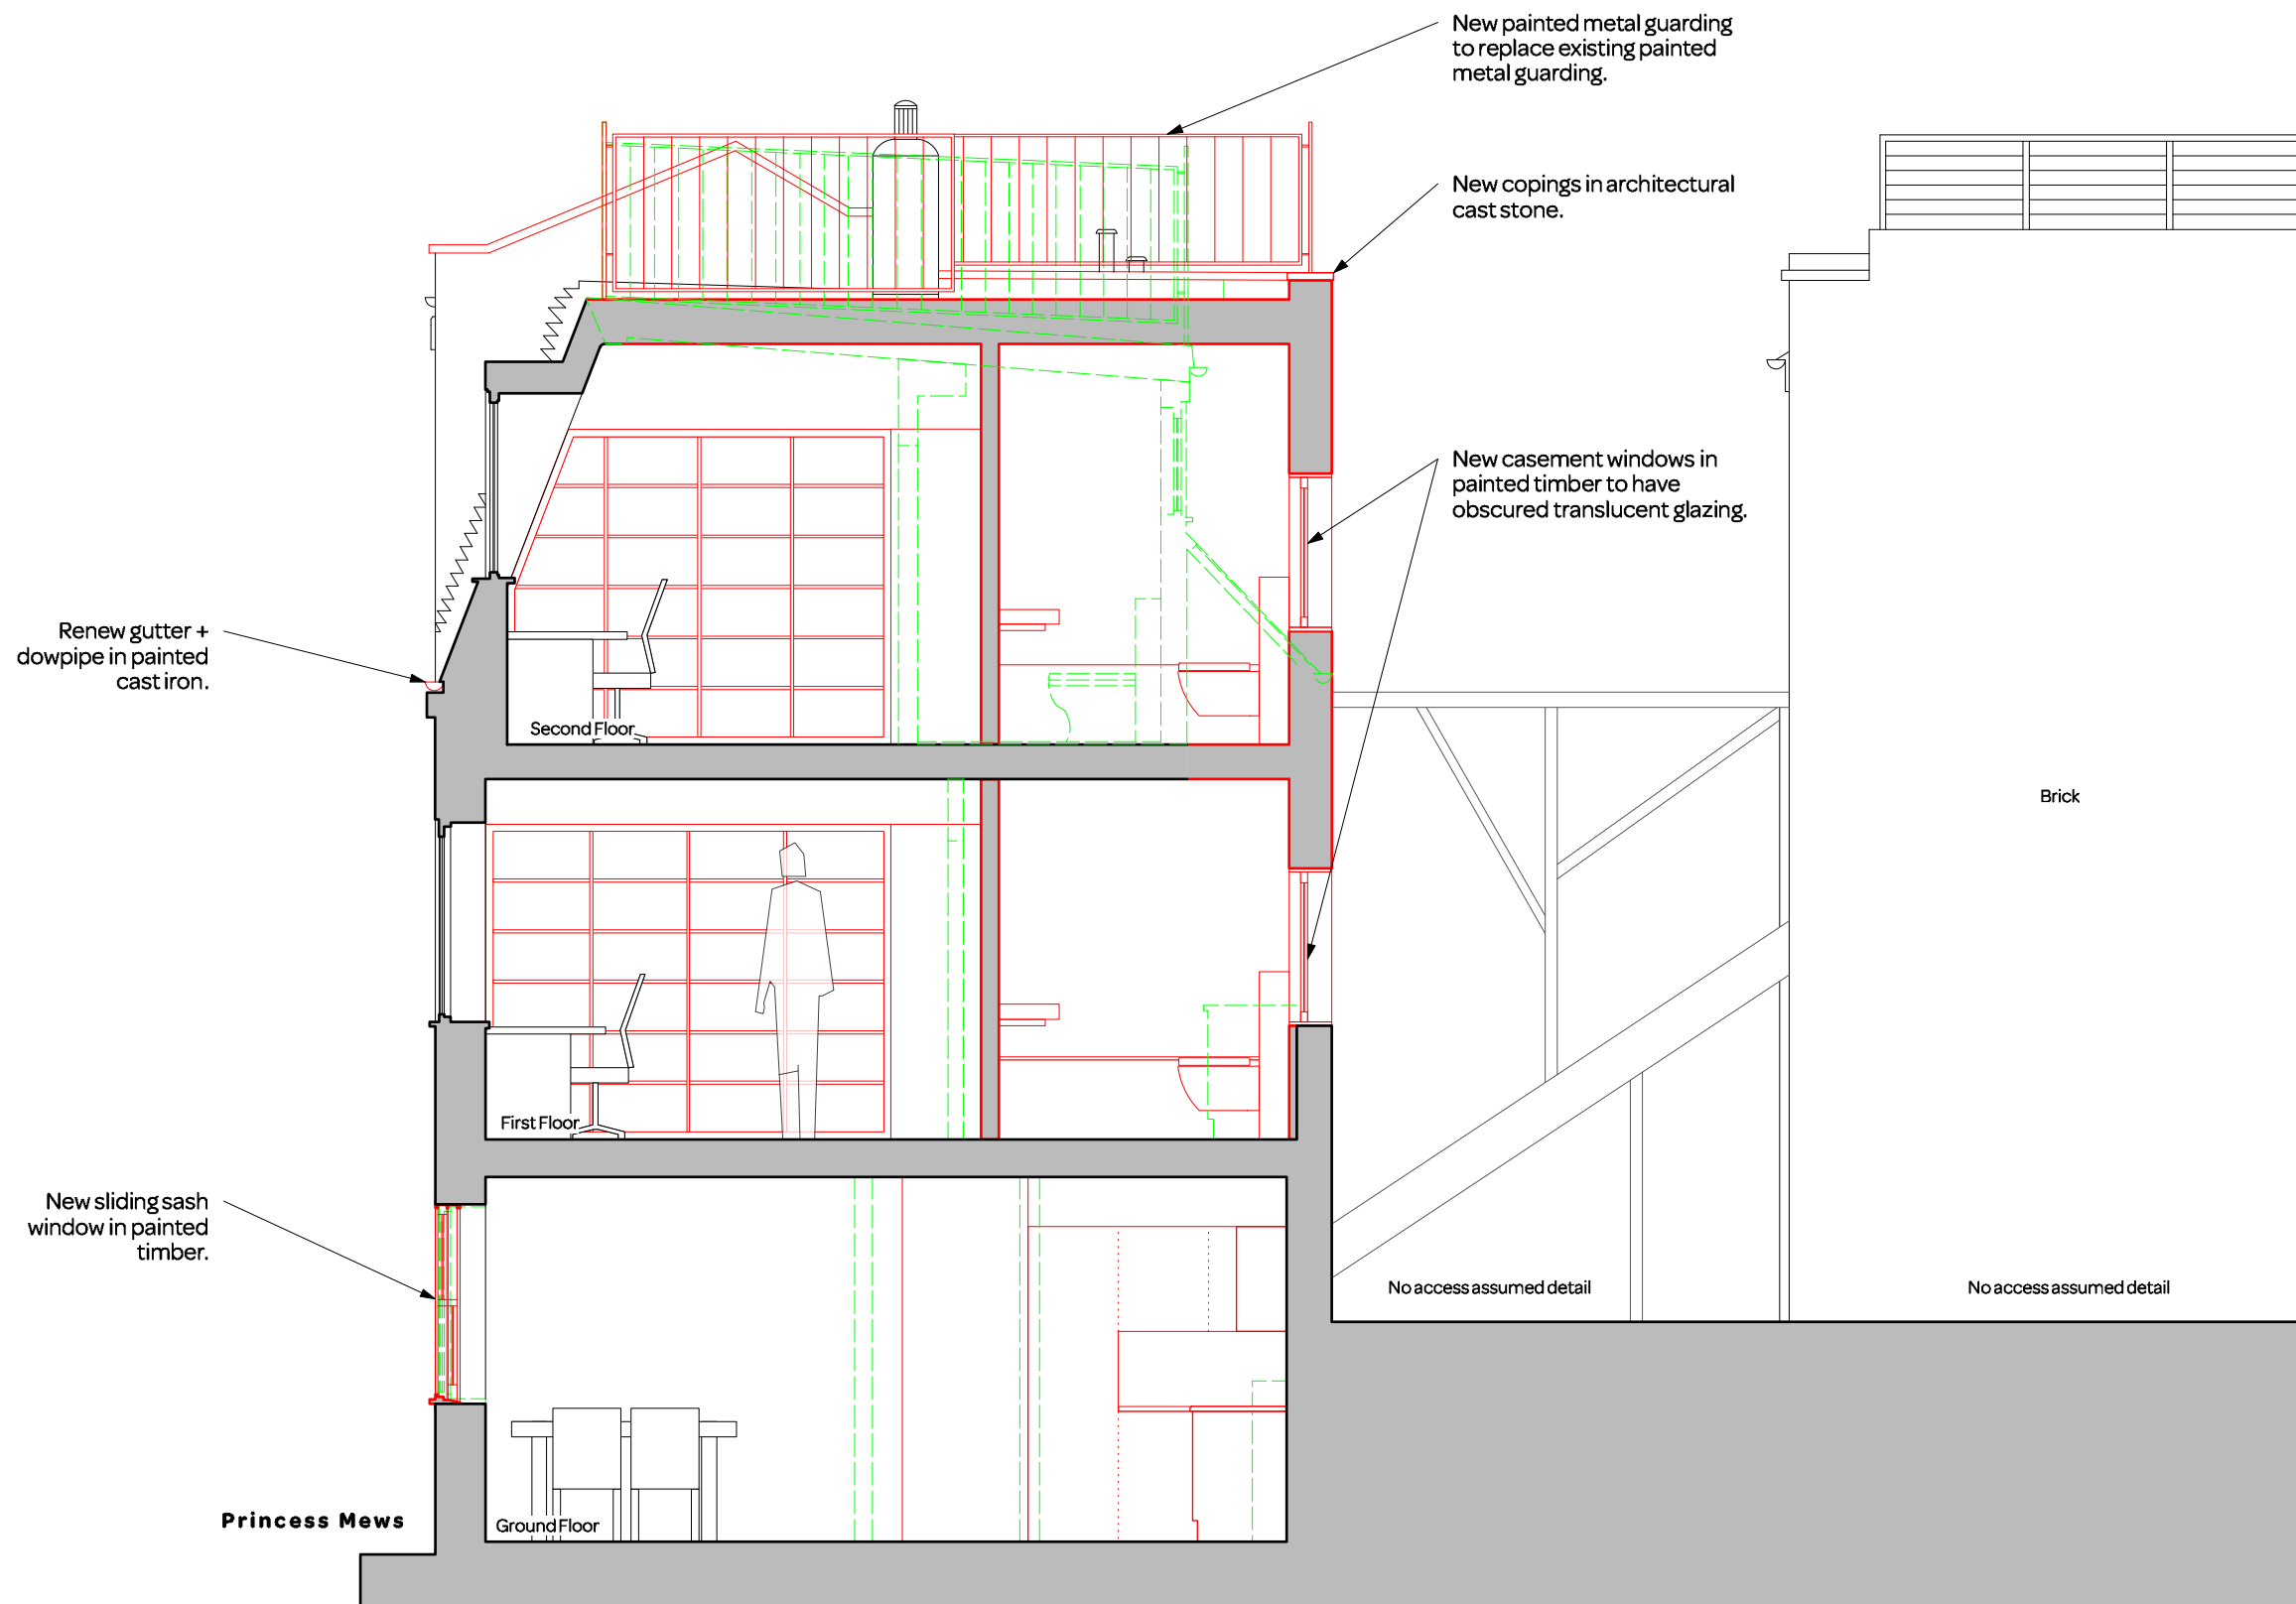 New painted metal guarding
to replace existing painted
metal guarding.
New copings in architectural
cast stone.
New casement windows in
painted timber to have
obscured translucent glazing.
Renew gutter +
dowpipe in painted
cast iron.
Second Floor
Brick
First Floor
New sliding sash
window in painted
timber.
No access assumed detail
No access assumed detail
Princess Mews
Ground Floor